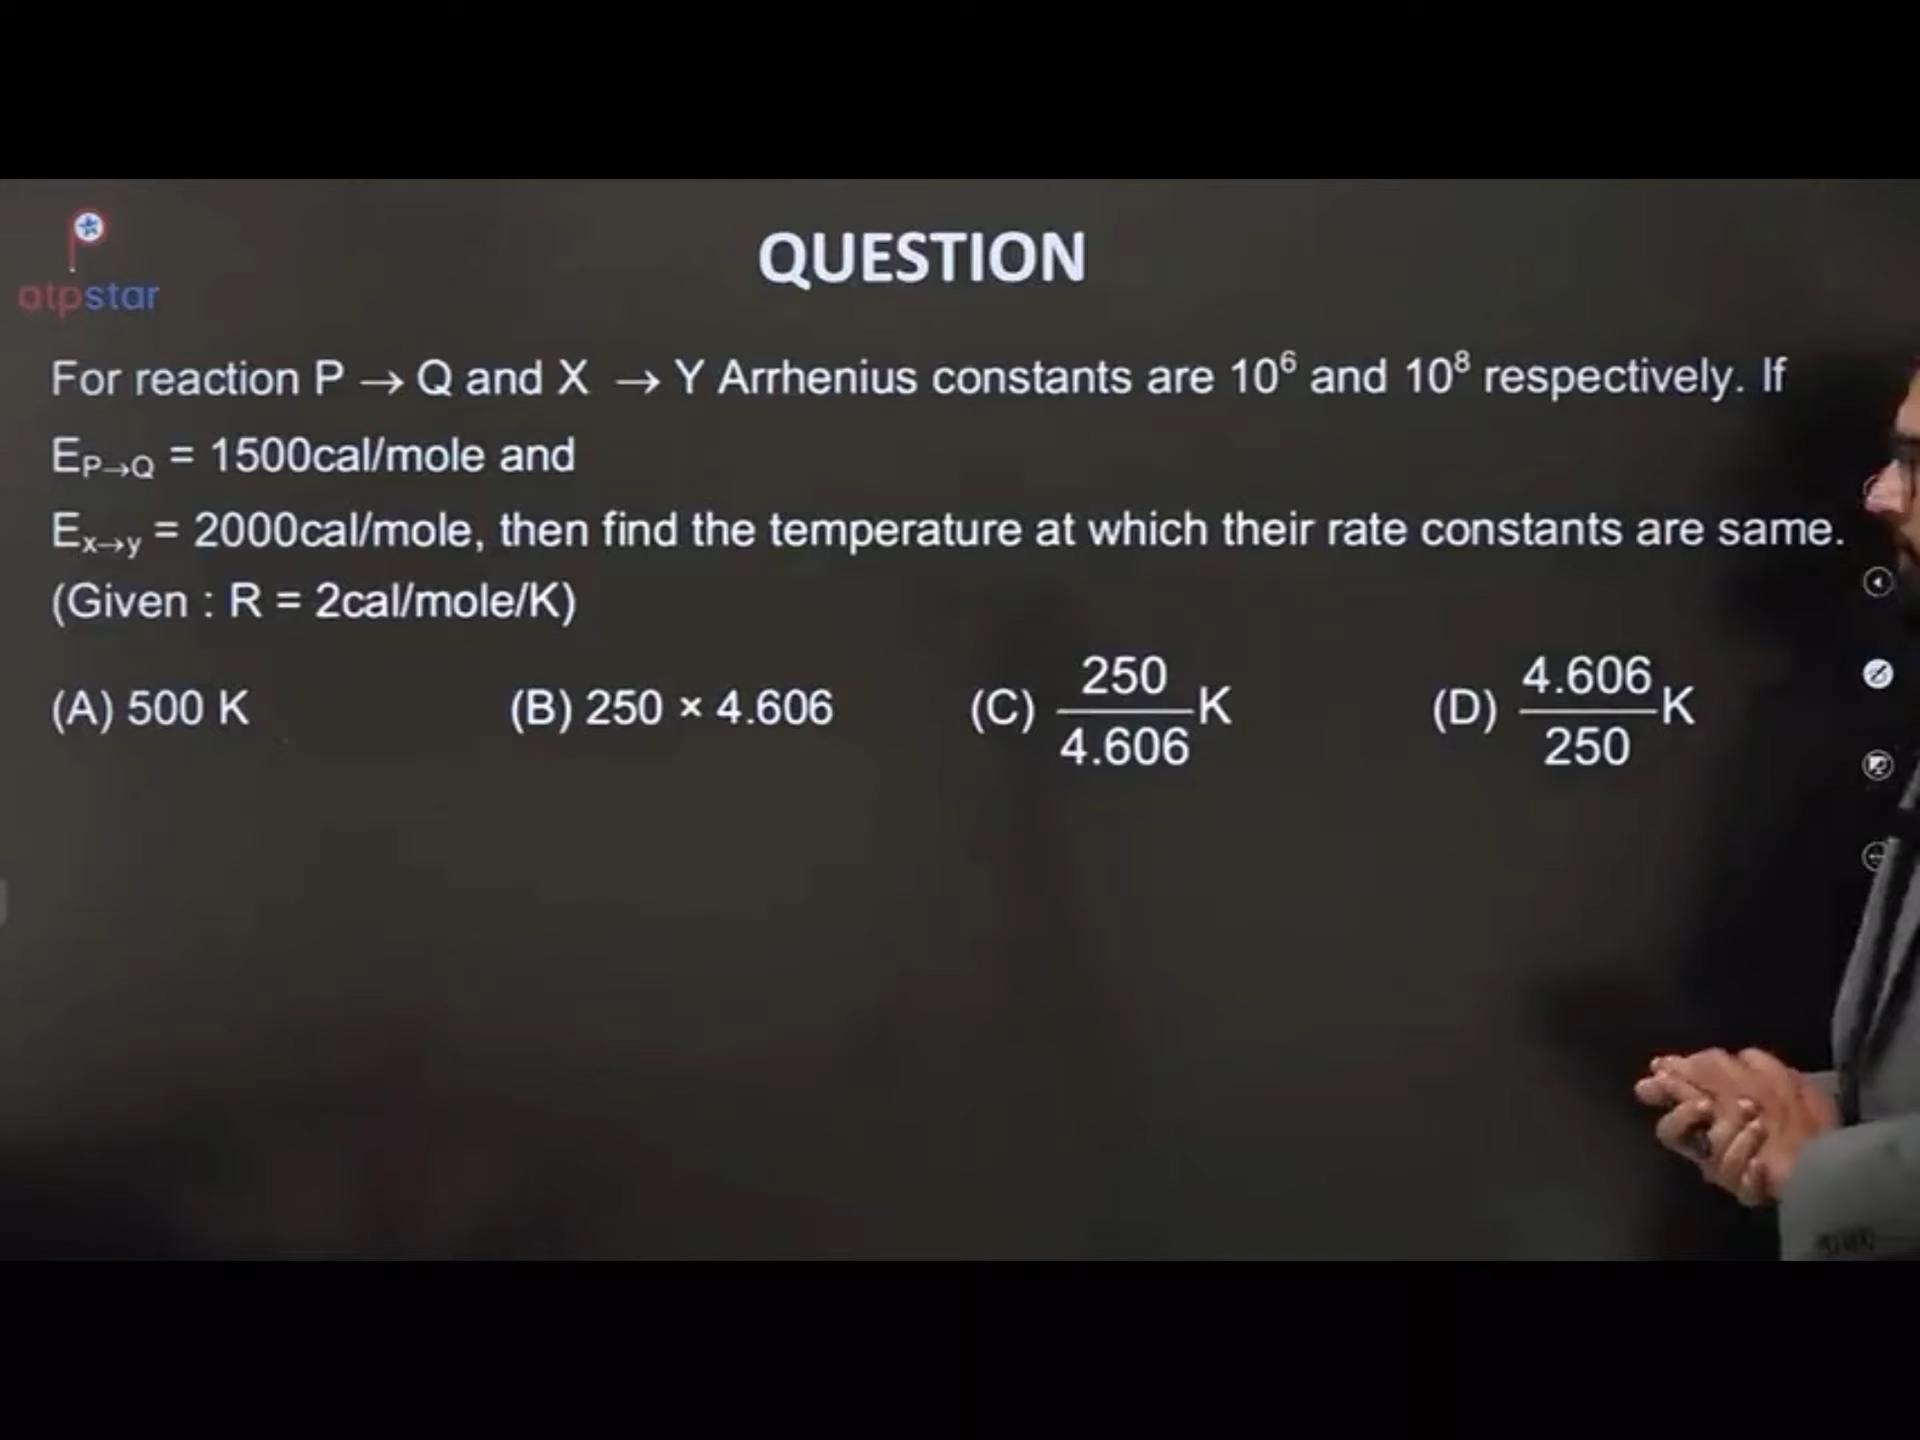 QUESTION
otpstar
For reaction P → Q and X → Y Arrhenius constants are 10⁶ and 10⁸ respectively. If
E_P→Q = 1500cal/mole and
E_x→y = 2000cal/mole, then find the temperature at which their rate constants are same.
(Given : R = 2cal/mole/K)
(A) 500 K (B) 250 × 4.606 (C) 250/4.606 K (D) 4.606/250 K